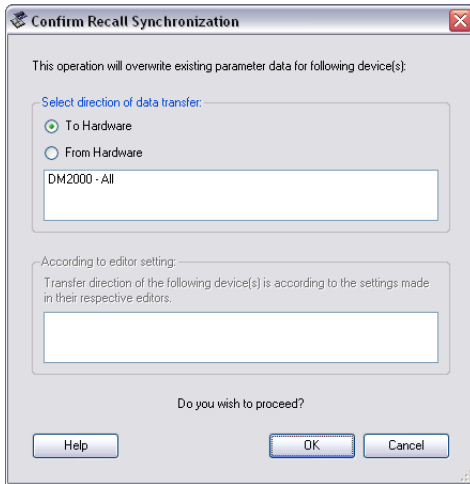 Confirm Recall Synchronization
This operation will overwrite existing parameter data for following device(s):
Select direction of data transfer:
To Hardware
From Hardware
DM2000 - All
According to editor setting:
Transfer direction of the following device(s) is according to the settings made
in their respective editors.
Do you wish to proceed?
Help OK Cancel